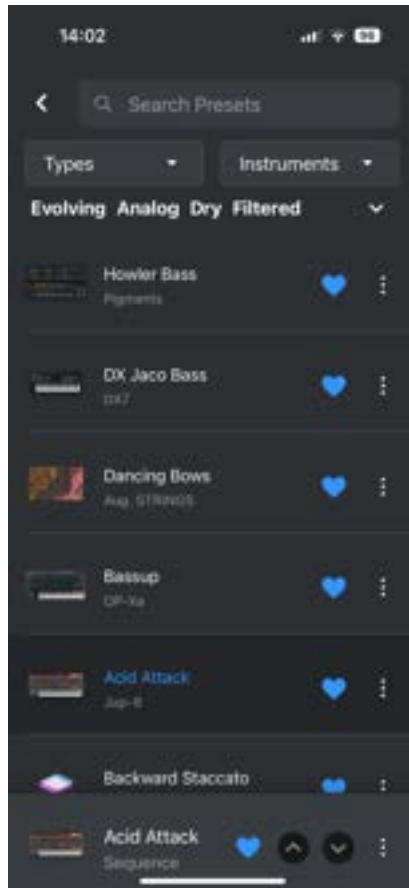 14:02
98
Search Presets
Types Instruments
Evolving Analog Dry Filtered
Howler Bass
Pigments
DX Jaco Bass
DX7
Dancing Bows
Aug. STRINGS
Bassup
OP-Xa
Acid Attack
Jup-8
Backward Staccato
Acid Attack
Sequence